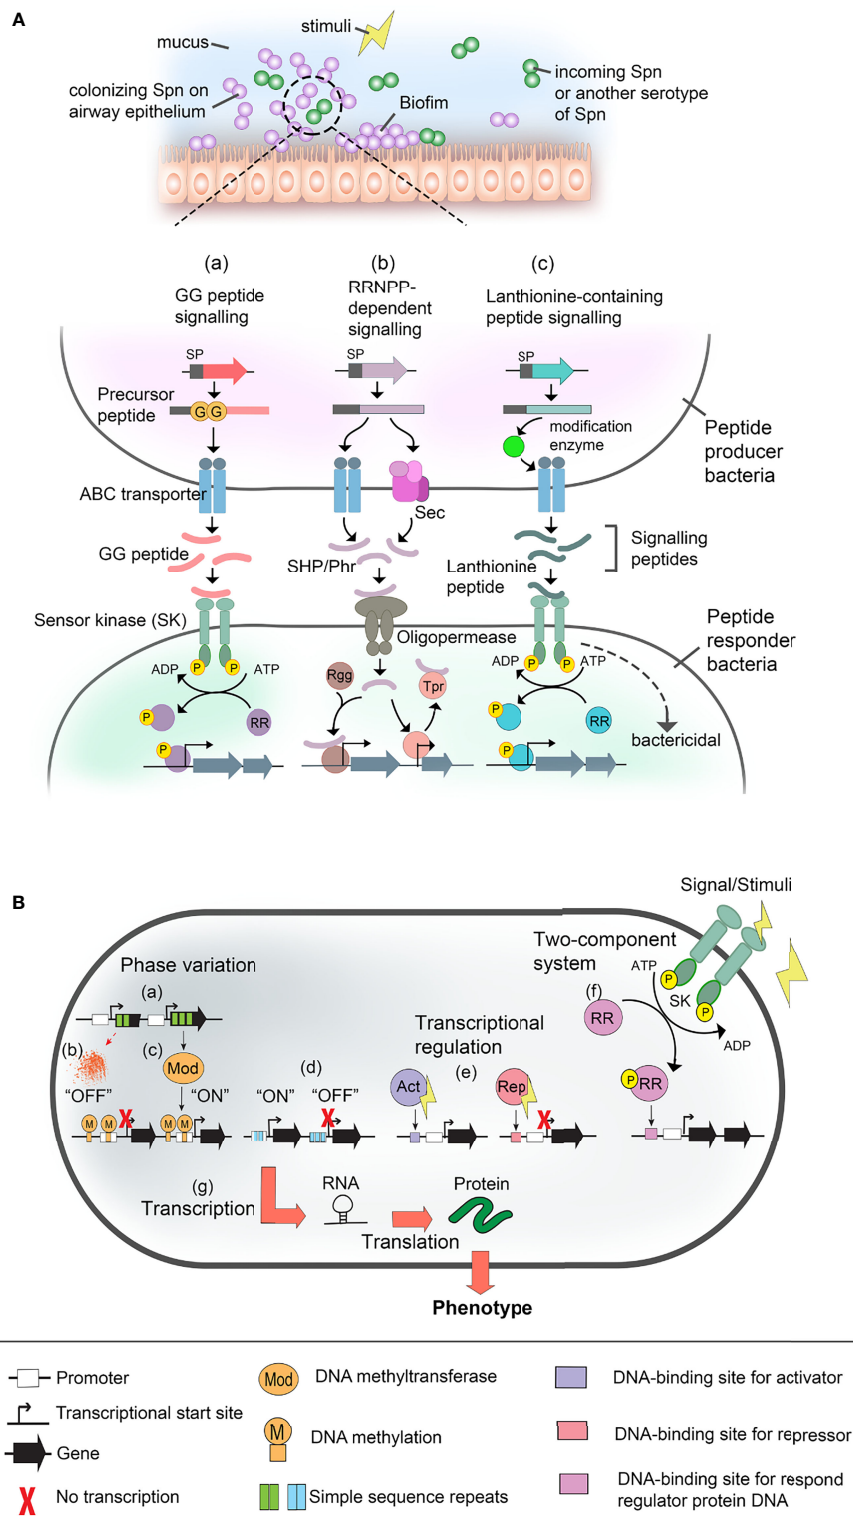 A
stimuli
mucus
colonizing Spn on
airway epithelium
Biofim
incoming Spn
or another serotype
of Spn
(a)
GG peptide
signalling
(b)
RRNPP-
dependent
signalling
(c)
Lanthionine-containing
peptide signalling
SP
SP
SP
Precursor
peptide
G G
modification
enzyme
Peptide
producer
bacteria
ABC transporter
Sec
GG peptide
SHP/Phr
Lanthionine
peptide
Signalling
peptides
Sensor kinase (SK)
Oligopermease
Peptide
responder
bacteria
P P
ADP ATP
Rgg
Tpr
P P
ADP ATP
P
RR
P
RR
bactericidal
P
P
B
Signal/Stimuli
Two-component
system
ATP
P
SK
P
ADP
Phase variation
(a)
(f)
RR
Transcriptional
regulation
(b)
(c)
Mod
(d)
(e)
Act
Rep
P
RR
"OFF"
"ON"
"ON"
"OFF"
M M
X
M M
X
X
(g)
Transcription
RNA
Translation
Protein
Phenotype
Promoter
Transcriptional start site
Gene
X No transcription
Mod DNA methyltransferase
M DNA methylation
Simple sequence repeats
DNA-binding site for activator
DNA-binding site for repressor
DNA-binding site for respond
regulator protein DNA